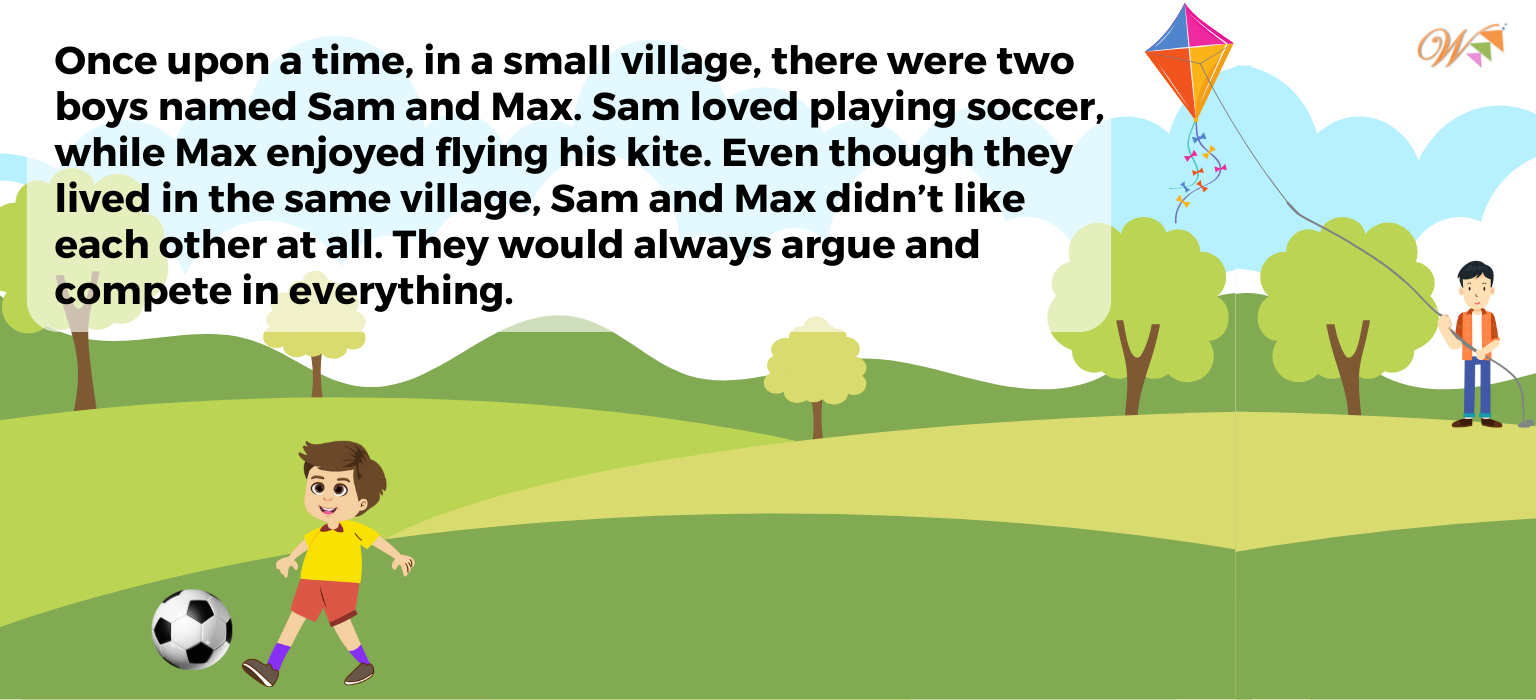 Once upon a time, in a small village, there were two
boys named Sam and Max. Sam loved playing soccer,
while Max enjoyed flying his kite. Even though they
lived in the same village, Sam and Max didn’t like
each other at all. They would always argue and
compete in everything.
W